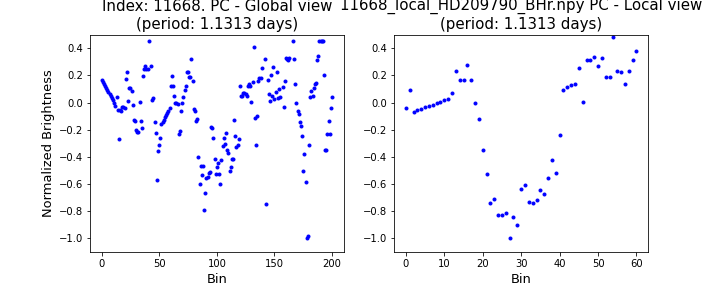 Index: 11668. PC - Global view
(period: 1.1313 days)
11668_local_HD209790_BHr.npy PC - Local view
(period: 1.1313 days)
Normalized Brightness
0.4
0.2
0.0
−0.2
−0.4
−0.6
−0.8
−1.0
0 50 100 150 200
Bin
0.4
0.2
0.0
−0.2
−0.4
−0.6
−0.8
−1.0
0 10 20 30 40 50 60
Bin